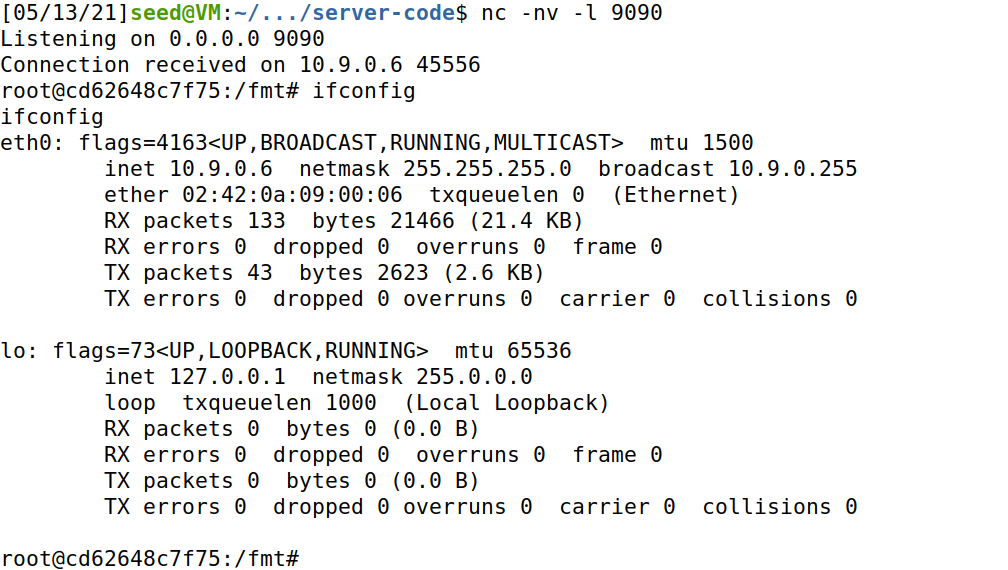 [05/13/21]seed@VM:~/.../server-code$ nc -nv -l 9090
Listening on 0.0.0.0 9090
Connection received on 10.9.0.6 45556
root@cd62648c7f75:/fmt# ifconfig
ifconfig
eth0: flags=4163<UP,BROADCAST,RUNNING,MULTICAST>  mtu 1500
        inet 10.9.0.6  netmask 255.255.255.0  broadcast 10.9.0.255
        ether 02:42:0a:09:00:06  txqueuelen 0  (Ethernet)
        RX packets 133  bytes 21466 (21.4 KB)
        RX errors 0  dropped 0  overruns 0  frame 0
        TX packets 43  bytes 2623 (2.6 KB)
        TX errors 0  dropped 0 overruns 0  carrier 0  collisions 0

lo: flags=73<UP,LOOPBACK,RUNNING>  mtu 65536
        inet 127.0.0.1  netmask 255.0.0.0
        loop  txqueuelen 1000  (Local Loopback)
        RX packets 0  bytes 0 (0.0 B)
        RX errors 0  dropped 0  overruns 0  frame 0
        TX packets 0  bytes 0 (0.0 B)
        TX errors 0  dropped 0 overruns 0  carrier 0  collisions 0

root@cd62648c7f75:/fmt#